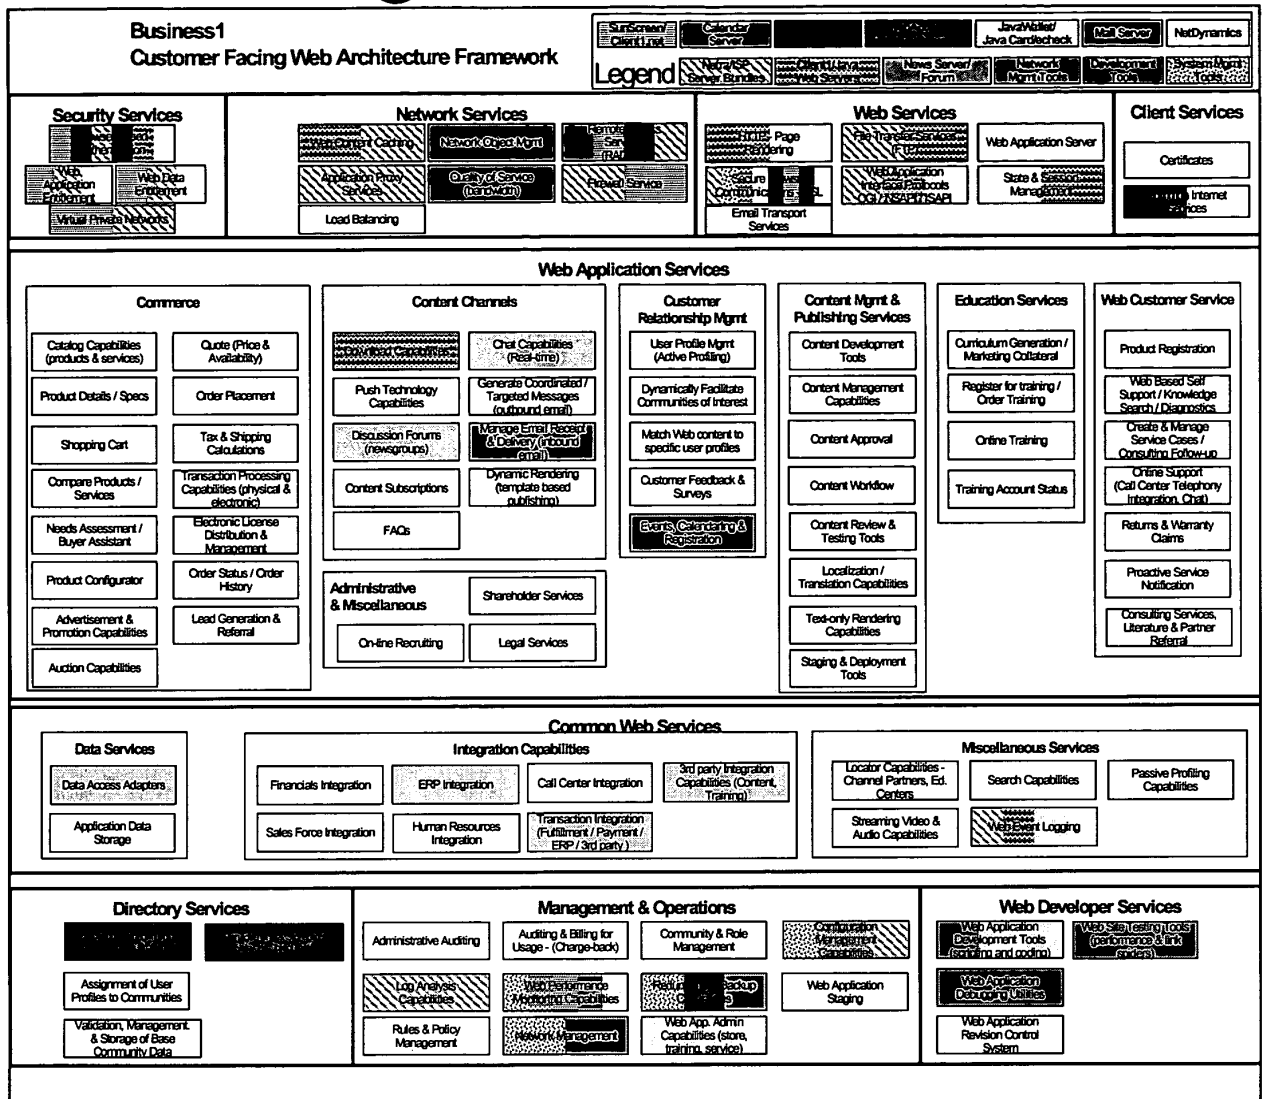 Business1
Customer Facing Web Architecture Framework
SunScreen/
Client1.net
Calendar
Server
JavaWallet/
Java Card/echeck
Mail Server
NetDynamics
Legend
Netra/ISP
Server Bundles
Client1/Java
Web Servers
News Server/
Forum
Network
Mgmt Tools
Development
Tools
System Mgmt
Tools
Security Services
Web
Application
Entitlement
Web Data
Entitlement
Virtual Private Networks
Network Services
Web Content Caching
Network Object Mgmt
Application Proxy
Services
Quality of Service
(bandwidth)
Firewall Service
Load Balancing
Web Services
Page
Rendering
File Transfer Services
(FTP)
Web Application Server
Secure
Web Application
Interface Protocols
CGI / NSAPI / ISAPI
State & Session
Management
Email Transport
Services
Client Services
Certificates
Internet
Services
Web Application Services
Commerce
Catalog Capabilities
(products & services)
Quote (Price &
Availability)
Product Details / Specs
Order Placement
Shopping Cart
Tax & Shipping
Calculations
Compare Products /
Services
Transaction Processing
Capabilities (physical &
electronic)
Needs Assessment /
Buyer Assistant
Electronic License
Distribution &
Management
Product Configurator
Order Status / Order
History
Advertisement &
Promotion Capabilities
Lead Generation &
Referral
Auction Capabilities
Content Channels
Download Capabilities
Chat Capabilities
(Real-time)
Push Technology
Capabilities
Generate Coordinated /
Targeted Messages
(outbound email)
Discussion Forums
(newsgroups)
Manage Email Receipt
& Delivery (inbound
email)
Content Subscriptions
Dynamic Rendering
(template based
publishing)
FAQs
Administrative
& Miscellaneous
Shareholder Services
On-line Recruiting
Legal Services
Customer
Relationship Mgmt
User Profile Mgmt
(Active Profiling)
Dynamically Facilitate
Communities of Interest
Match Web content to
specific user profiles
Customer Feedback &
Surveys
Events, Calendaring &
Registration
Content Mgmt &
Publishing Services
Content Development
Tools
Content Management
Capabilities
Content Approval
Content Workflow
Content Review &
Testing Tools
Localization /
Translation Capabilities
Text-only Rendering
Capabilities
Staging & Deployment
Tools
Education Services
Curriculum Generation /
Marketing Collateral
Register for training /
Order Training
Online Training
Training Account Status
Web Customer Service
Product Registration
Web Based Self
Support / Knowledge
Search / Diagnostics
Create & Manage
Service Cases /
Consulting Follow-up
Online Support
(Call Center Telephony
Integration, Chat)
Returns & Warranty
Claims
Proactive Service
Notification
Consulting Services,
Literature & Partner
Referral
Common Web Services
Data Services
Data Access Adapters
Application Data
Storage
Integration Capabilities
Financials Integration
ERP Integration
Call Center Integration
3rd party Integration
Capabilities (Content,
Training)
Sales Force Integration
Human Resources
Integration
Transaction Integration
(Fulfillment / Payment /
ERP / 3rd party )
Miscellaneous Services
Locator Capabilities -
Channel Partners, Ed.
Centers
Search Capabilities
Passive Profiling
Capabilities
Streaming Video &
Audio Capabilities
Web Event Logging
Directory Services
Assignment of User
Profiles to Communities
Validation, Management.
& Storage of Base
Community Data
Management & Operations
Administrative Auditing
Auditing & Billing for
Usage - (Charge-back)
Community & Role
Management
Configuration
Management
Capabilities
Log Analysis
Capabilities
Web Performance
Monitoring Capabilities
Backup
Web Application
Staging
Rules & Policy
Management
Network Management
Web App. Admin
Capabilities (store,
training, service)
Web Developer Services
Web Application
Development Tools
(scripting and coding)
Web Site Testing Tools
(performance & link
spiders)
Web Application
Debugging Utilities
Web Application
Revision Control
System